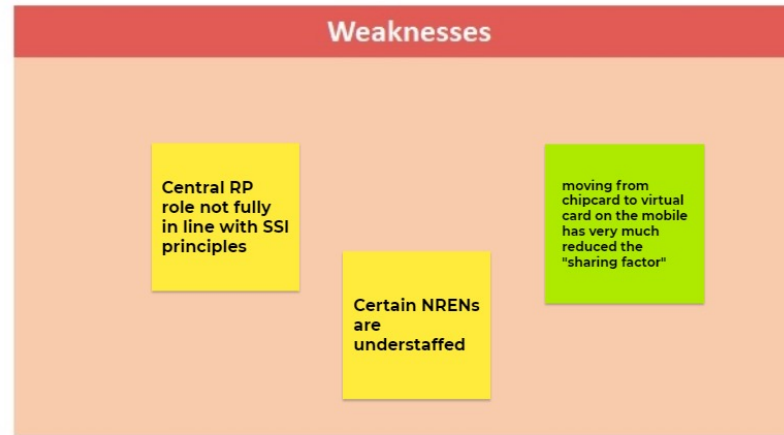 Weaknesses
Central RP
role not fully
in line with SSI
principles
Certain NRENs
are
understaffed
moving from
chipcard to virtual
card on the mobile
has very much
reduced the
"sharing factor"